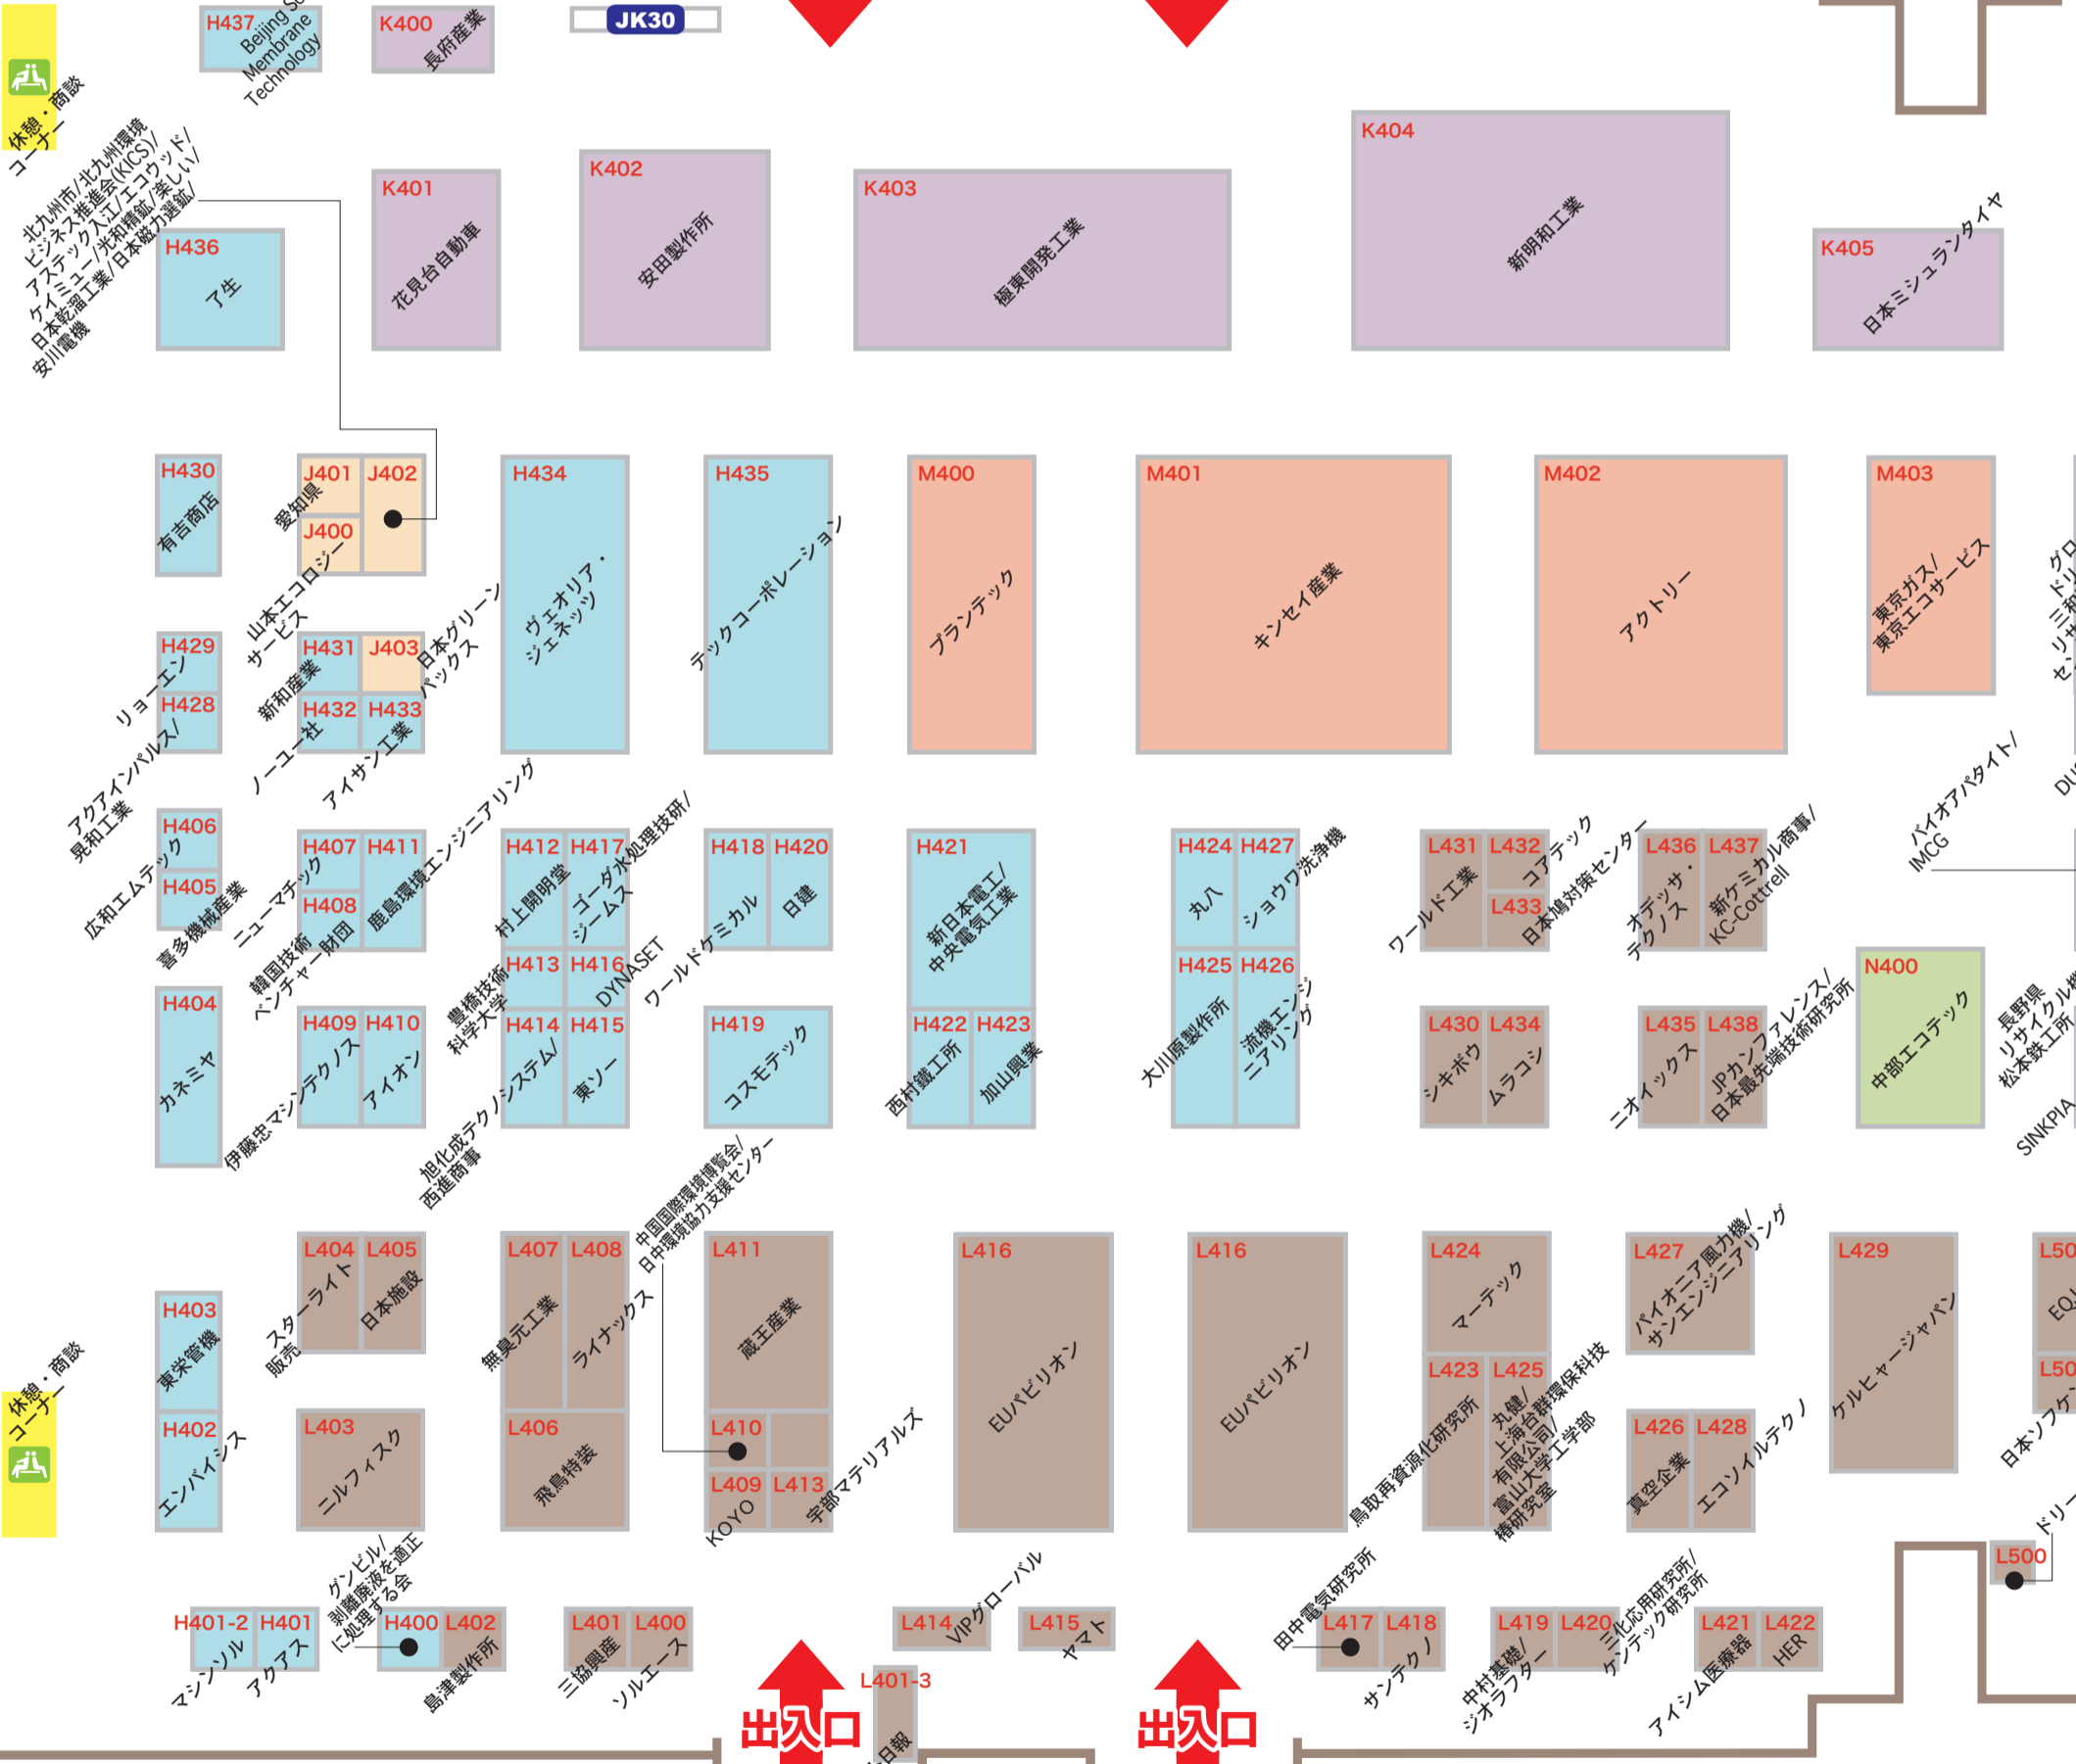 H437
Membrane
Technology
K400
長府産業
JK30
休憩・商談
コーナー
K404
新明和工業
K402
安田製作所
K403
極東開発工業
K401
花見台自動車
K405
日本ミシュランタイヤ
北九州市/北九州環境
ビジネス推進会(KICS)/
アステック入江/エコウッド/
ケイミュー/光和精鉱/楽しい/
日本乾溜工業/日本磁力選鉱/
安川電機
H436
了生
H430
有吉商店
J401
愛知県
J402
J400
山本エコロジー
サービス
H434
ヴェオリア・
ジェネッツ
H435
テックコーポレーション
M400
プランテック
M401
キンセイ産業
M402
アクトリー
M403
東京ガス/
東京エコサービス
H429
リョーエン
H428
アクアインパルス/
晃和工業
H431
新和産業
J403
日本グリーン
パックス
H432
ノーユー社
H433
アイサン工業
H406
広和エムテック
H405
喜多機械産業
H407
ニューマチック
H411
鹿島環境エンジニアリング
H408
韓国技術
ベンチャー財団
H412
村上開明堂
H417
ゴーダ水処理技研/
ジームス
H418
ワールドケミカル
H420
日建
H421
新日本電工/
中央電気工業
H424
丸八
H427
ショウワ洗浄機
L431
ワールド工業
L432
コアテック
L433
日本鳩対策センター
L436
オデッサ・
テクノス
L437
新ケミカル商事/
KC-Cottrell
バイオアパタイト/
IMCG
H413
豊橋技術
科学大学
H416
DYNASET
H425
大川原製作所
H426
流機エンジ
ニアリング
N400
中部エコテック
長野県
松本鉄工所
SINKPIA
H404
カネミヤ
H409
伊藤忠マシンテクノス
H410
アイオン
H414
旭化成テクノシステム/
西進商事
H415
東ソー
H419
コスモテック
H422
西村鐵工所
H423
加山興業
L430
シキボウ
L434
ムラコシ
L435
ニオイックス
L438
JPカンファレンス/
日本最先端技術研究所
中国国際環境博覧会/
日中環境協力支援センター
L404
スターライト
販売
L405
日本施設
L407
無臭元工業
L408
ライナックス
L411
蔵王産業
L416
EUパビリオン
L416
EUパビリオン
L424
マーテック
L427
パイオニア風力機/
サンエンジニアリング
L429
ケルヒャージャパン
H403
東栄管機
L423
鳥取再資源化研究所
L425
丸健/
上海台群環保科技
有限公司/
富山大学工学部
椿研究室
休憩・商談
コーナー
H402
エンバイシス
L403
ニルフィスク
L406
飛鳥特装
L410
L409
KOYO
L413
宇部マテリアルズ
L426
真空企業
L428
エコソイルテクノ
L500
H401-2
マシンソル
H401
アクアス
グンビル/
剥離廃液を適正
に処理する会
H400
L402
島津製作所
L401
三協興産
L400
ソルエース
L414
VIPグローバル
L415
ヤマト
田中電気研究所
L417
L418
サンテクノ
L419
中村基礎/
ジオラフター
L420
三化応用研究所/
ケンテック研究所
L421
アイシム医療器
L422
HER
L401-3
出入口
出入口